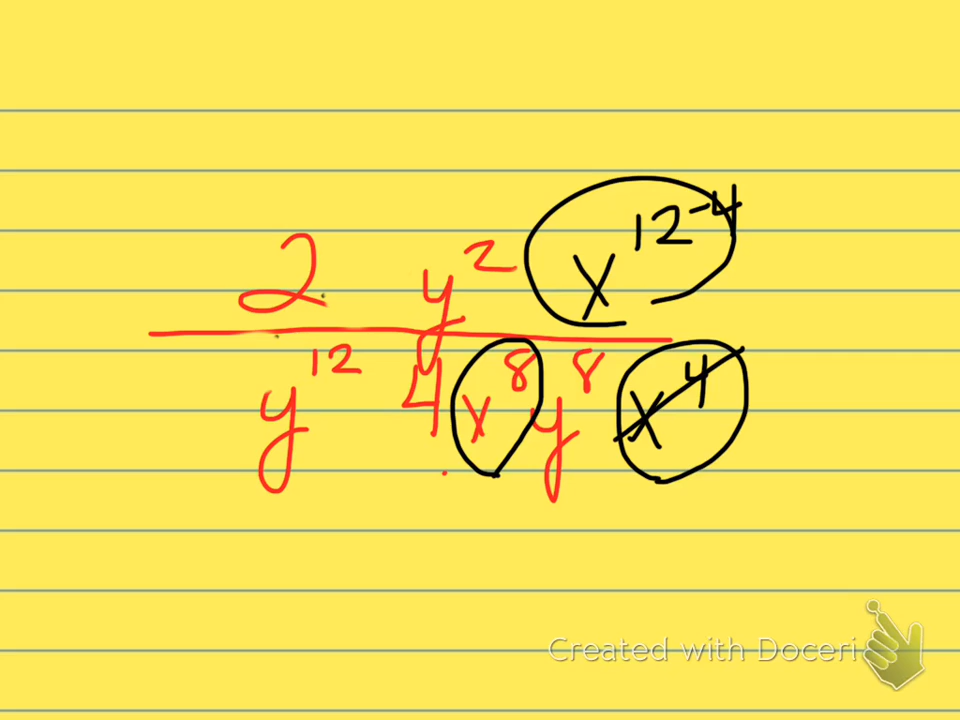 2 y² x¹²⁻⁴
y¹² 4 x⁸ y⁸ x⁴
Created with Doceri